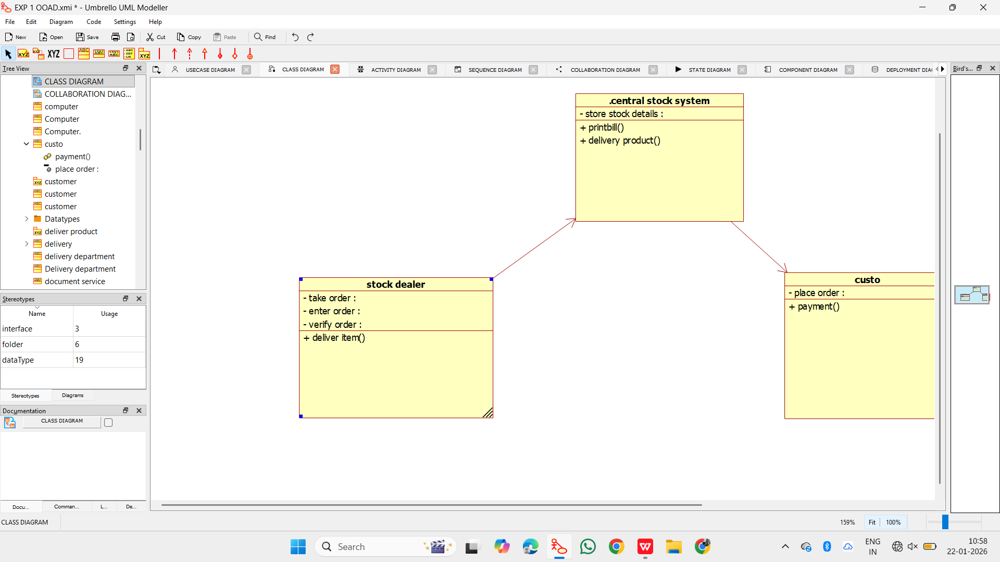 EXP 1 OOAD.xmi * - Umbrello UML Modeller
File Edit Diagram Code Settings Help
New Open Save Cut Copy Paste Find
XYZ XYZ XYZ ABC XYZ
Tree View
USECASE DIAGRAM CLASS DIAGRAM ACTIVITY DIAGRAM SEQUENCE DIAGRAM COLLABORATION DIAGRAM STATE DIAGRAM COMPONENT DIAGRAM DEPLOYMENT DIAG
Bird's...
CLASS DIAGRAM
COLLABORATION DIAG...
computer
Computer
Computer.
custo
payment()
place order :
customer
customer
customer
Datatypes
deliver product
delivery
delivery department
Delivery department
document service
.central stock system
- store stock details :
+ printbill()
+ delivery product()
stock dealer
- take order :
- enter order :
- verify order :
+ deliver item()
custo
- place order :
+ payment()
Stereotypes
Name Usage
interface 3
folder 6
dataType 19
Stereotypes Diagrams
Documentation
CLASS DIAGRAM
Docu... Comman... L... De...
CLASS DIAGRAM
159% Fit 100%
Search
ENG
IN
10:58
22-01-2026